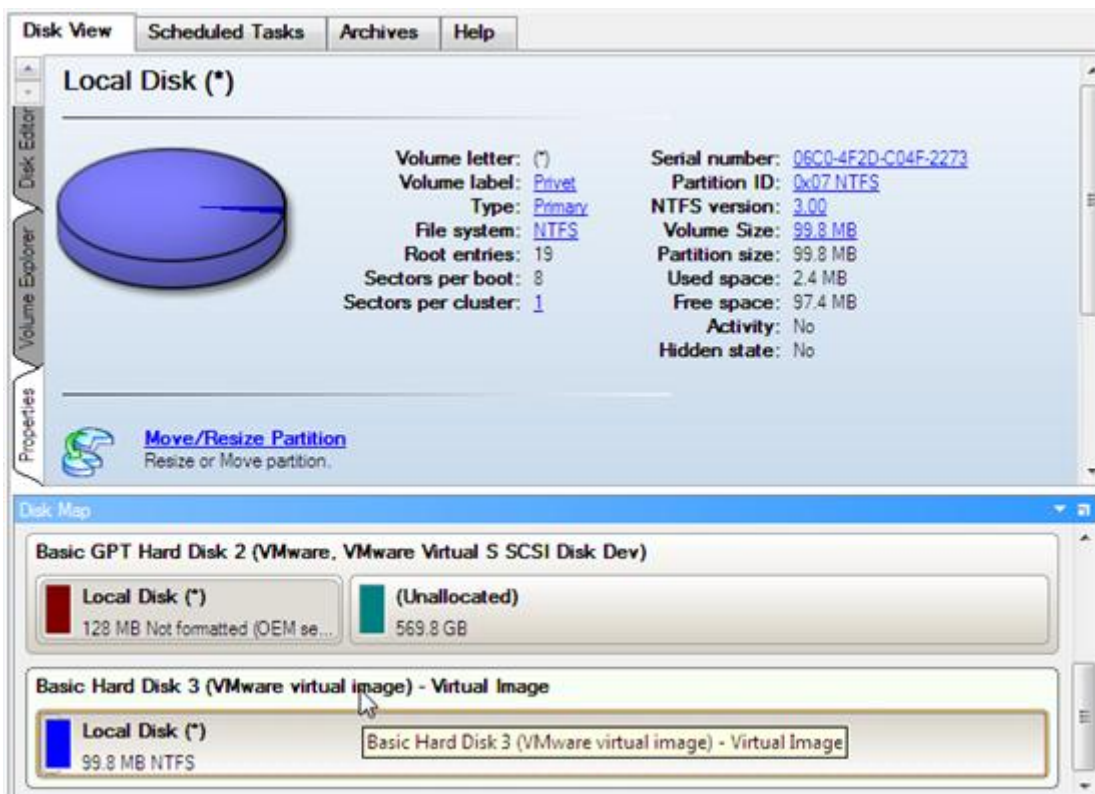 Disk View Scheduled Tasks Archives Help
Local Disk (*)
Disk Editor
Volume Explorer
Properties
Volume letter: (*)
Volume label: Privet
Type: Primary
File system: NTFS
Root entries: 19
Sectors per boot: 8
Sectors per cluster: 1
Serial number: 06C0-4F2D-C04F-2273
Partition ID: 0x07 NTFS
NTFS version: 3.00
Volume Size: 99.8 MB
Partition size: 99.8 MB
Used space: 2.4 MB
Free space: 97.4 MB
Activity: No
Hidden state: No
Move/Resize Partition
Resize or Move partition.
Disk Map
Basic GPT Hard Disk 2 (VMware, VMware Virtual S SCSI Disk Dev)
Local Disk (*)
128 MB Not formatted (OEM se...
(Unallocated)
569.8 GB
Basic Hard Disk 3 (VMware virtual image) - Virtual Image
Local Disk (*)
99.8 MB NTFS
Basic Hard Disk 3 (VMware virtual image) - Virtual Image